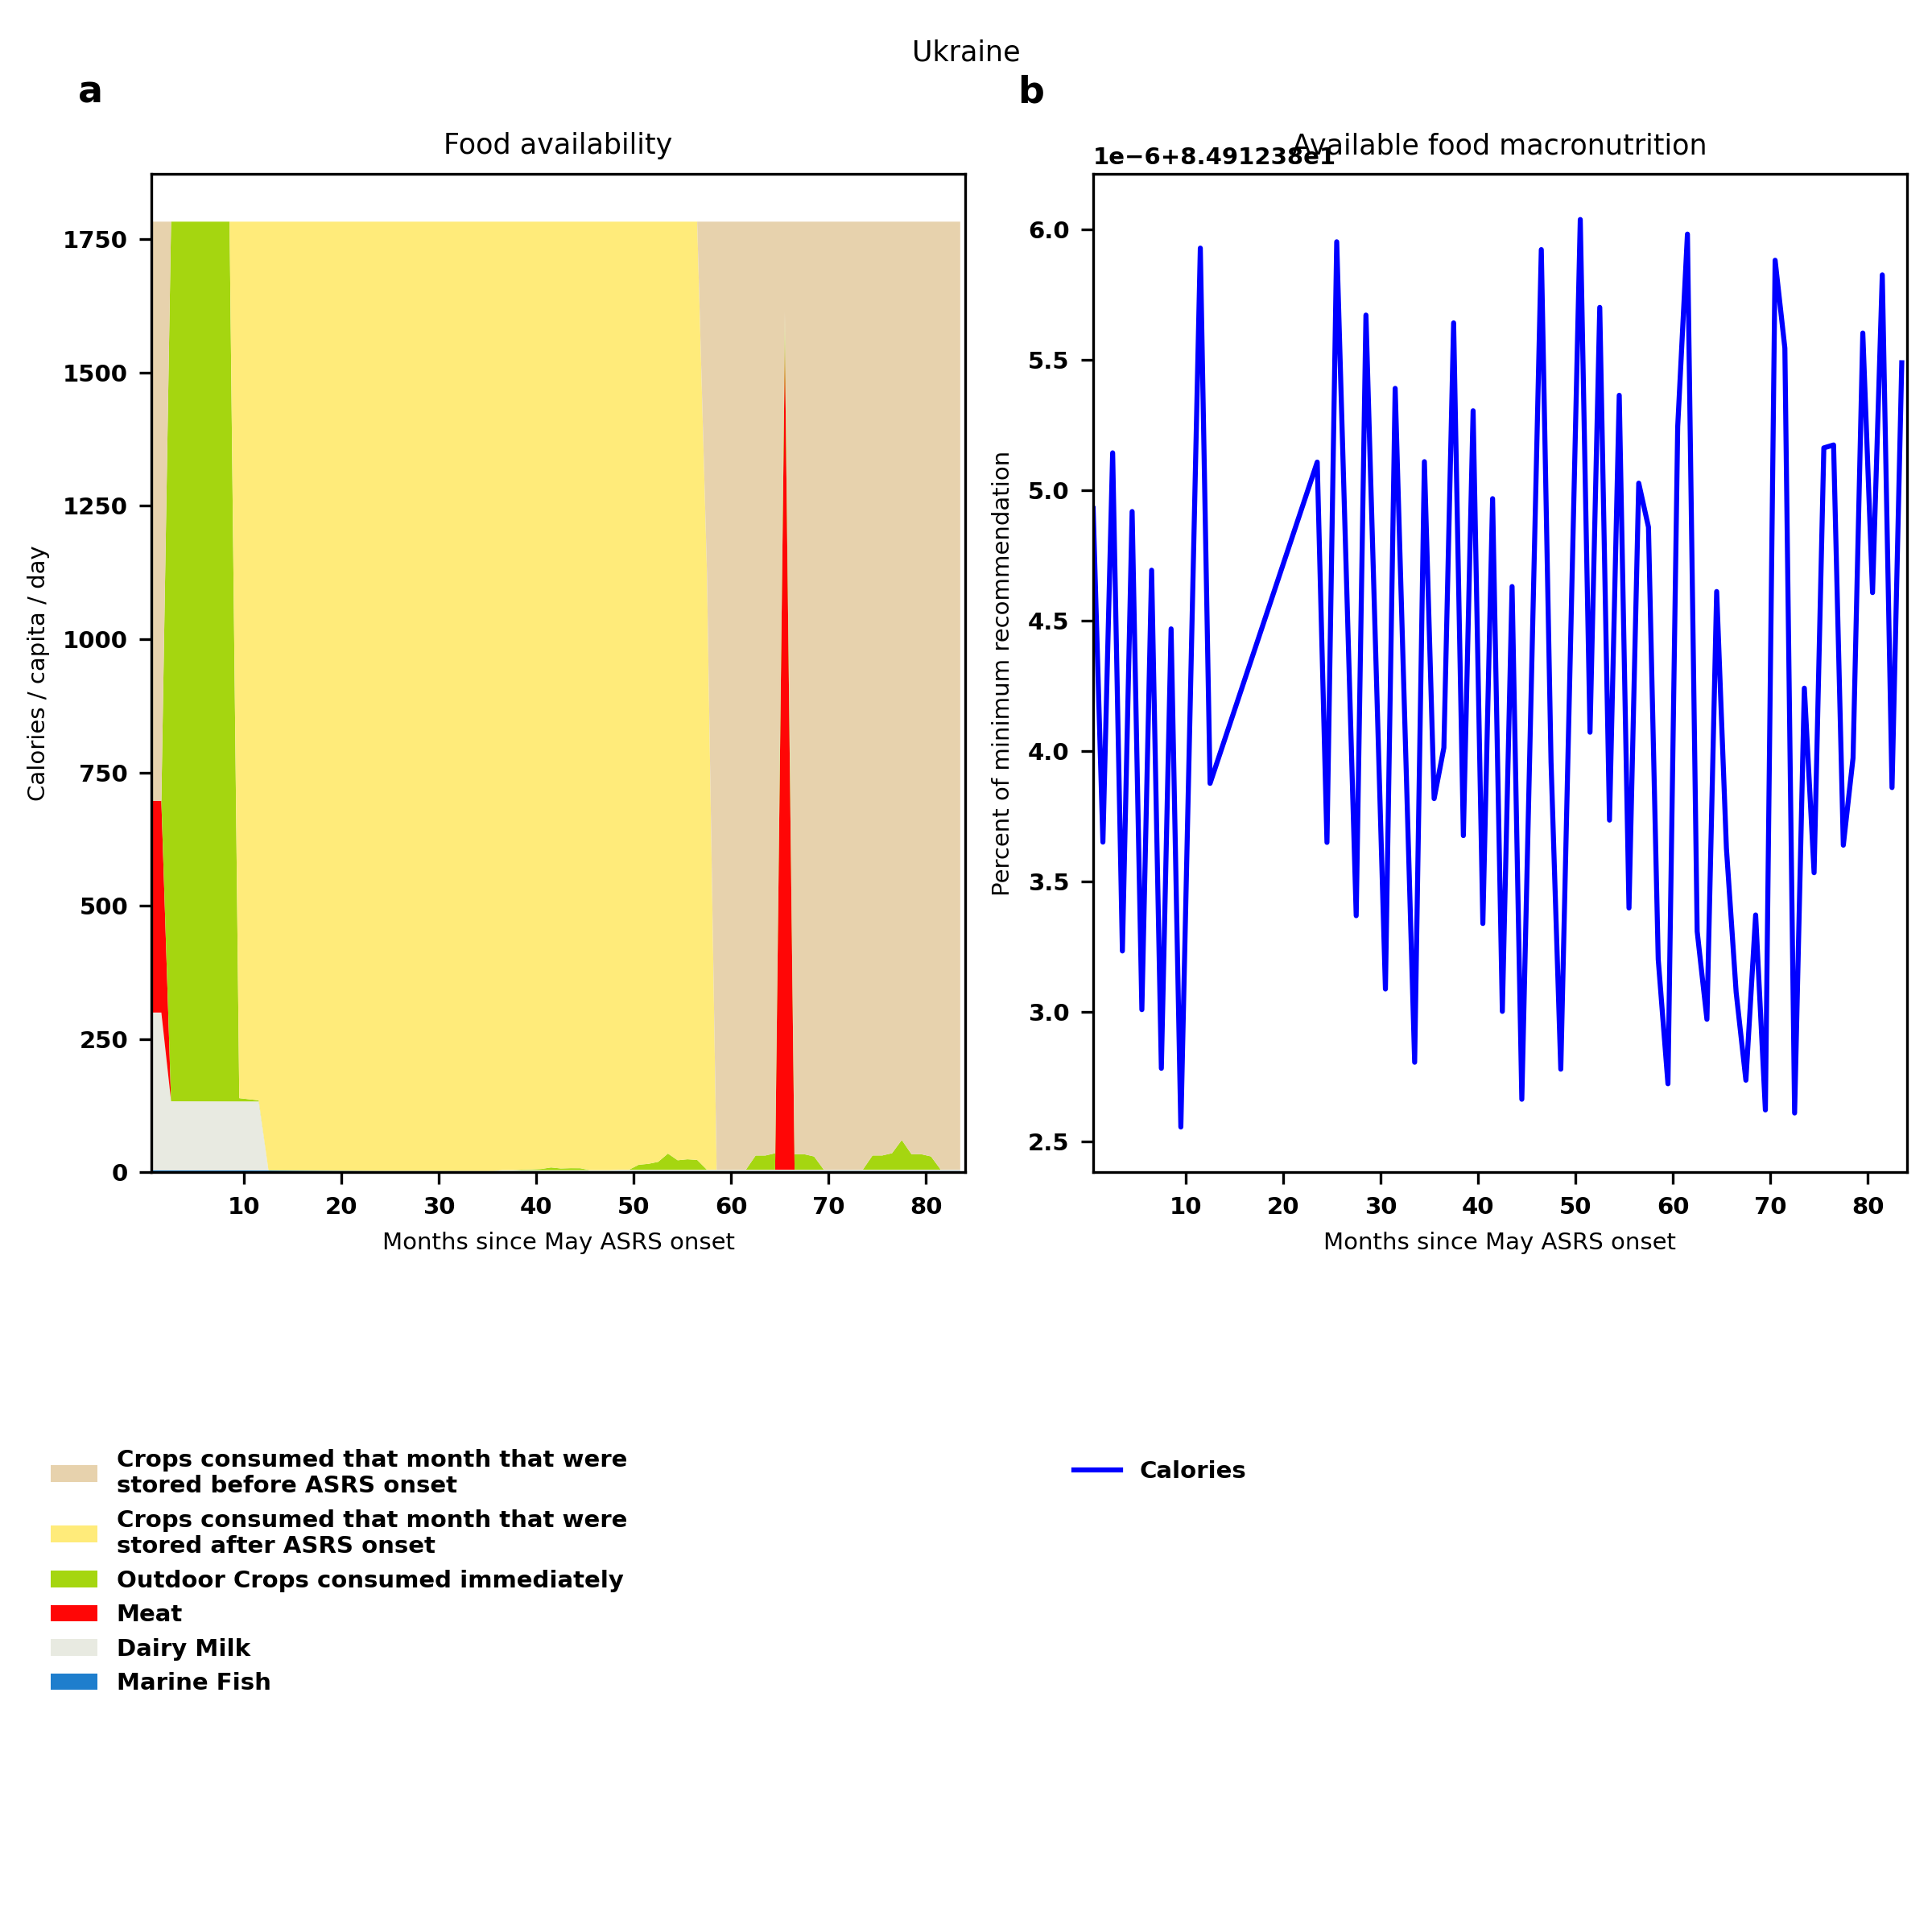 Ukraine
a
Food availability
1750
1500
1250
1000
750
500
250
0
Calories / capita / day
10 20 30 40 50 60 70 80
Months since May ASRS onset
b
Available food macronutrition
1e−6+8.491238e1
6.0
5.5
5.0
4.5
4.0
3.5
3.0
2.5
Percent of minimum recommendation
10 20 30 40 50 60 70 80
Months since May ASRS onset
Crops consumed that month that were
stored before ASRS onset
Crops consumed that month that were
stored after ASRS onset
Outdoor Crops consumed immediately
Meat
Dairy Milk
Marine Fish
Calories